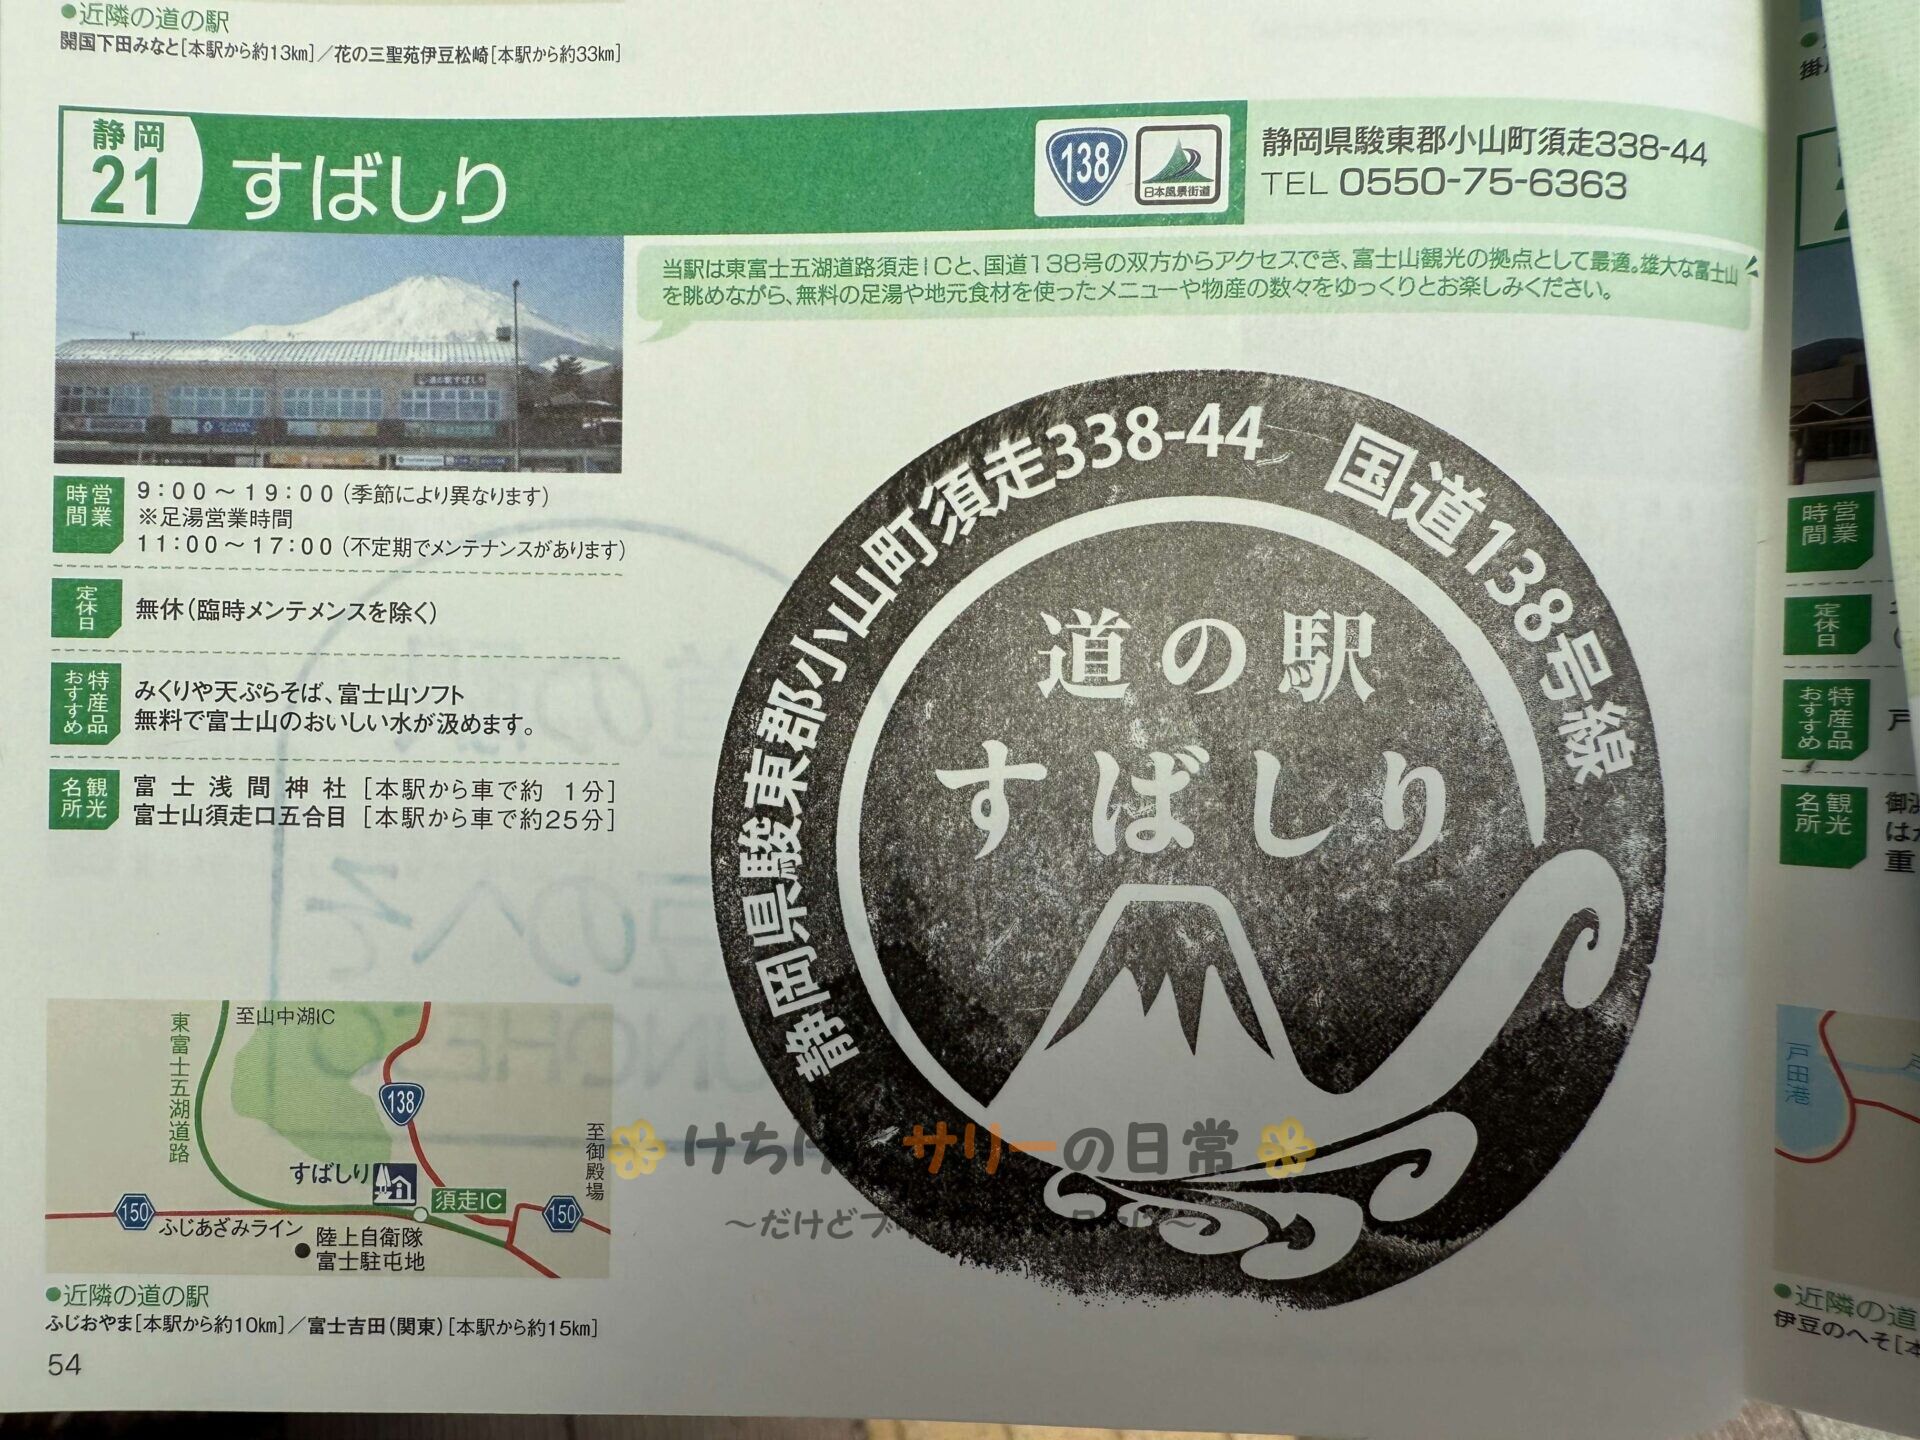 ●近隣の道の駅
開国下田みなと[本駅から約13㎞]／花の三聖苑伊豆松崎[本駅から約33㎞]
静岡
21
すばしり
138
日本風景街道
静岡県駿東郡小山町須走338-44
TEL 0550-75-6363
当駅は東富士五湖道路須走ICと、国道138号の双方からアクセスでき、富士山観光の拠点として最適。雄大な富士山
を眺めながら、無料の足湯や地元食材を使ったメニューや物産の数々をゆっくりとお楽しみください。
道の駅すばしり
営業時間
9：00～19：00（季節により異なります）
※足湯営業時間
11：00～17：00（不定期でメンテナンスがあります）
定休日
無休（臨時メンテメンスを除く）
特産品おすすめ
みくりや天ぷらそば、富士山ソフト
無料で富士山のおいしい水が汲めます。
観光名所
富士浅間神社［本駅から車で約 1分］
富士山須走口五合目［本駅から車で約25分］
静岡県駿東郡小山町須走338-44 国道138号線
道の駅
すばしり
至山中湖IC
東富士五湖道路
138
至御殿場
すばしり
須走IC
150
150
ふじあざみライン
陸上自衛隊
富士駐屯地
●近隣の道の駅
ふじおやま[本駅から約10㎞]／富士吉田（関東）[本駅から約15㎞]
54
サリーの日常
～だけどブ
営業時間
定休日
特産品おすすめ
観光名所
戸田港
●近隣の道
伊豆のへそ[本